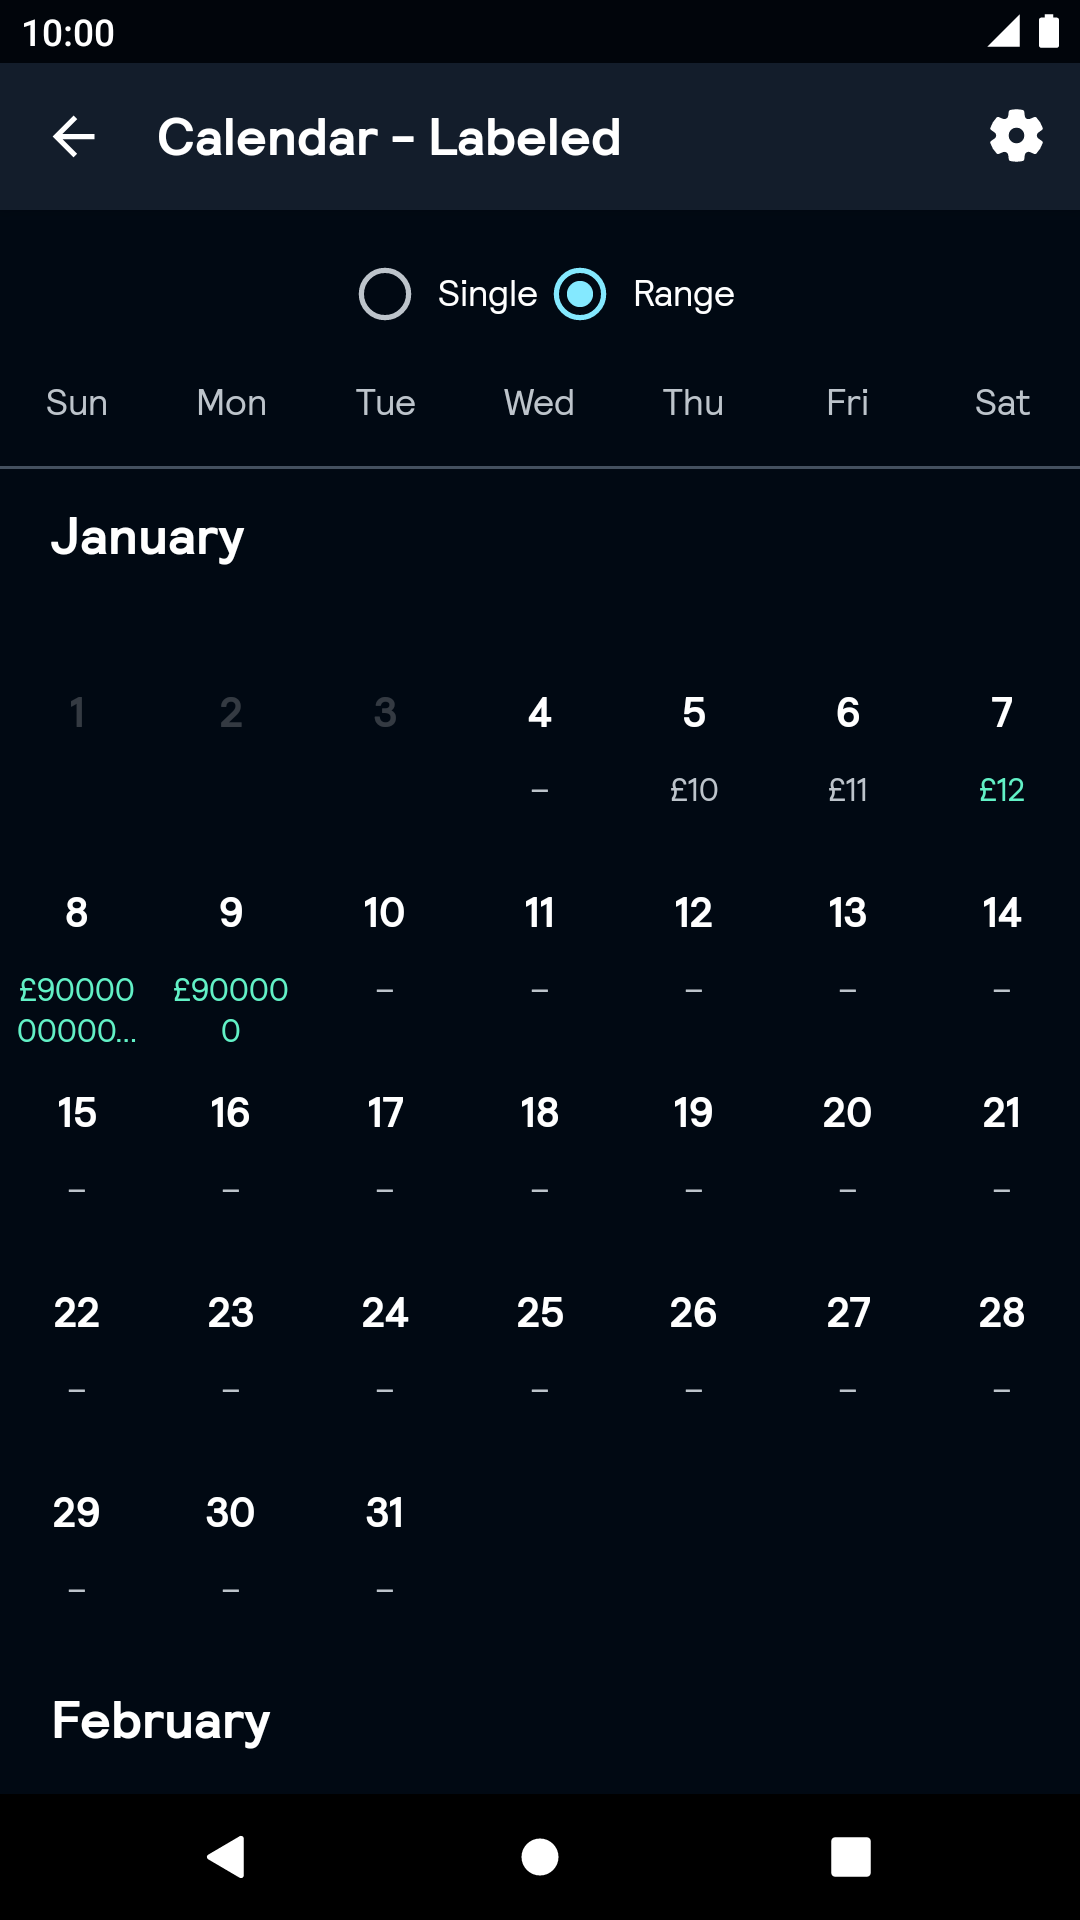 10:00
Calendar – Labeled
Single Range
Sun Mon Tue Wed Thu Fri Sat
January
1 2 3 4 5 6 7
– £10 £11 £12
8 9 10 11 12 13 14
£90000 £90000 – – – – –
00000... 0
15 16 17 18 19 20 21
– – – – – – –
22 23 24 25 26 27 28
– – – – – – –
29 30 31
– – –
February